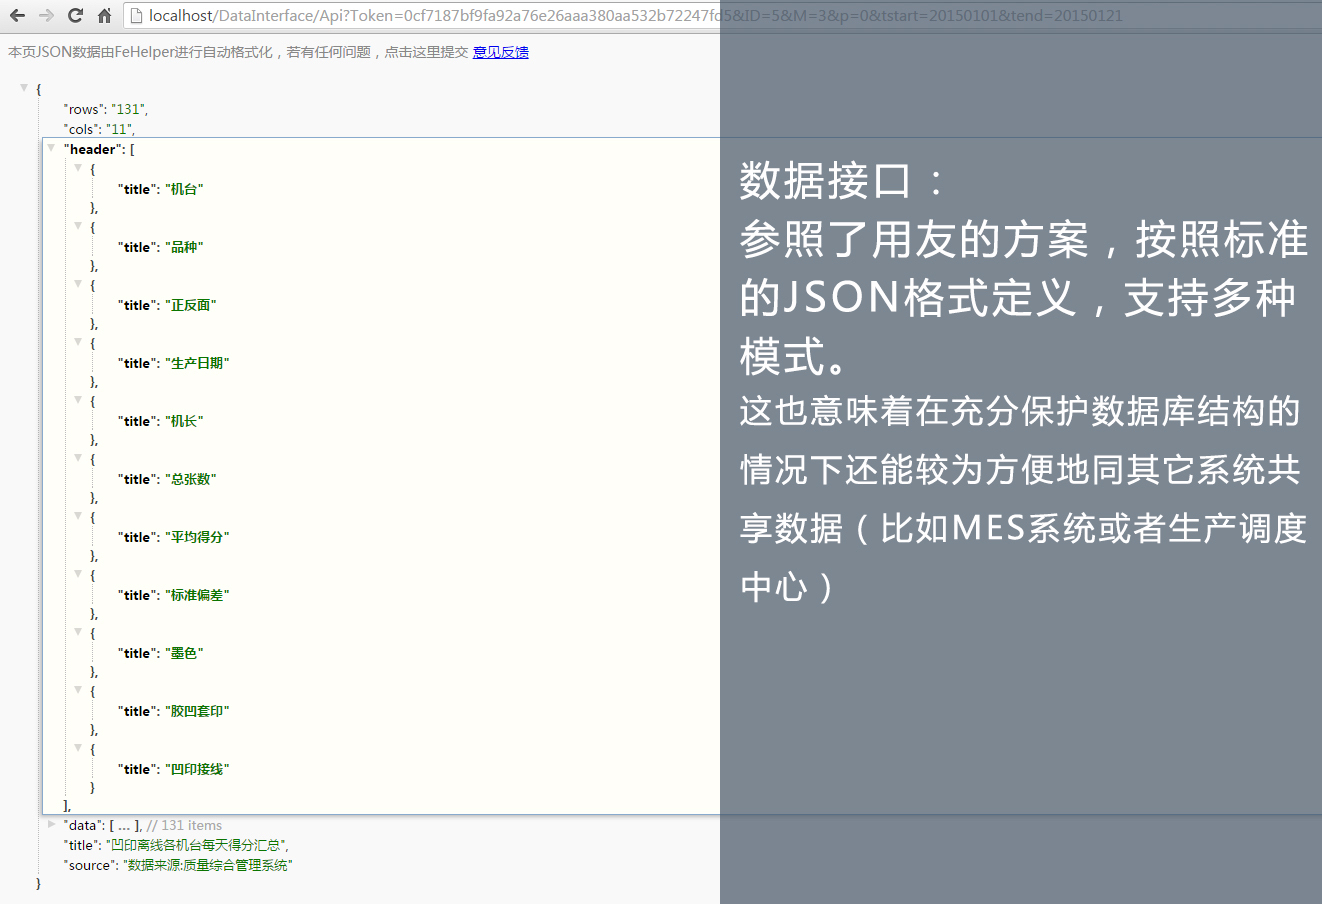 localhost/DataInterface/Api?Token=0cf7187bf9fa92a76e26aaa380aa532b72247fd5&ID=5&M=3&p=0&tstart=20150101&tend=20150121
本页JSON数据由FeHelper进行自动格式化，若有任何问题，点击这里提交 意见反馈
{
"rows": "131",
"cols": "11",
"header": [
{
"title": "机台"
},
{
"title": "品种"
},
{
"title": "正反面"
},
{
"title": "生产日期"
},
{
"title": "机长"
},
{
"title": "总张数"
},
{
"title": "平均得分"
},
{
"title": "标准偏差"
},
{
"title": "墨色"
},
{
"title": "胶凹套印"
},
{
"title": "凹印接线"
}
],
"data": [ ... ], // 131 items
"title": "凹印离线各机台每天得分汇总",
"source": "数据来源:质量综合管理系统"
}
数据接口：
参照了用友的方案，按照标准
的JSON格式定义，支持多种
模式。
这也意味着在充分保护数据库结构的
情况下还能较为方便地同其它系统共
享数据（比如MES系统或者生产调度
中心）